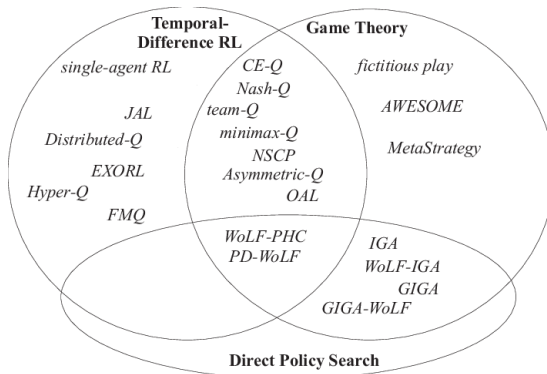 Temporal-
Difference RL
Game Theory
single-agent RL
JAL
Distributed-Q
EXORL
Hyper-Q
FMQ
CE-Q
Nash-Q
team-Q
minimax-Q
NSCP
Asymmetric-Q
OAL
fictitious play
AWESOME
MetaStrategy
WoLF-PHC
PD-WoLF
IGA
WoLF-IGA
GIGA
GIGA-WoLF
Direct Policy Search